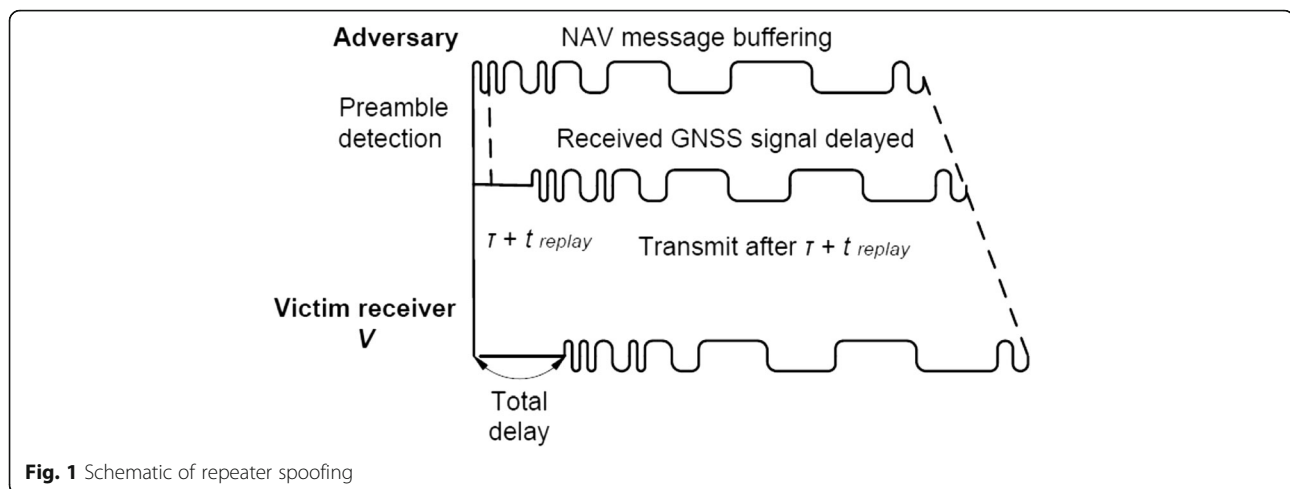 Adversary NAV message buffering
Preamble
detection
Received GNSS signal delayed
τ + t replay
Transmit after τ + t replay
Victim receiver
V
Total
delay
Fig. 1 Schematic of repeater spoofing